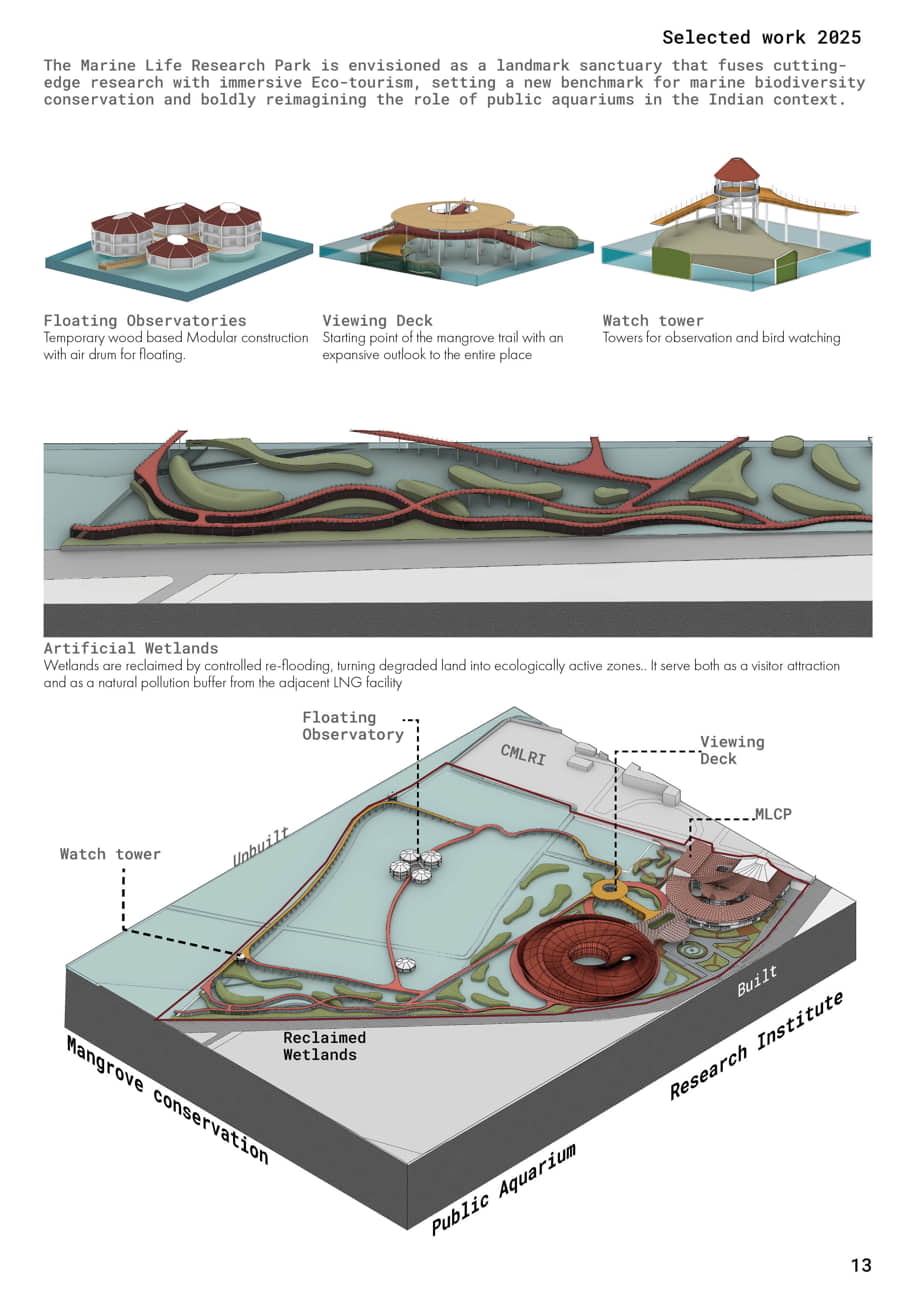 Selected work 2025
The Marine Life Research Park is envisioned as a landmark sanctuary that fuses cutting-
edge research with immersive Eco-tourism, setting a new benchmark for marine biodiversity
conservation and boldly reimagining the role of public aquariums in the Indian context.
Floating Observatories
Temporary wood based Modular construction
with air drum for floating.
Viewing Deck
Starting point of the mangrove trail with an
expansive outlook to the entire place
Watch tower
Towers for observation and bird watching
Artificial Wetlands
Wetlands are reclaimed by controlled re-flooding, turning degraded land into ecologically active zones.. It serve both as a visitor attraction
and as a natural pollution buffer from the adjacent LNG facility
Floating
Observatory
CMLRI
Viewing
Deck
MLCP
Watch tower
Unbuilt
Built
Reclaimed
Wetlands
Mangrove conservation
Research Institute
Public Aquarium
13